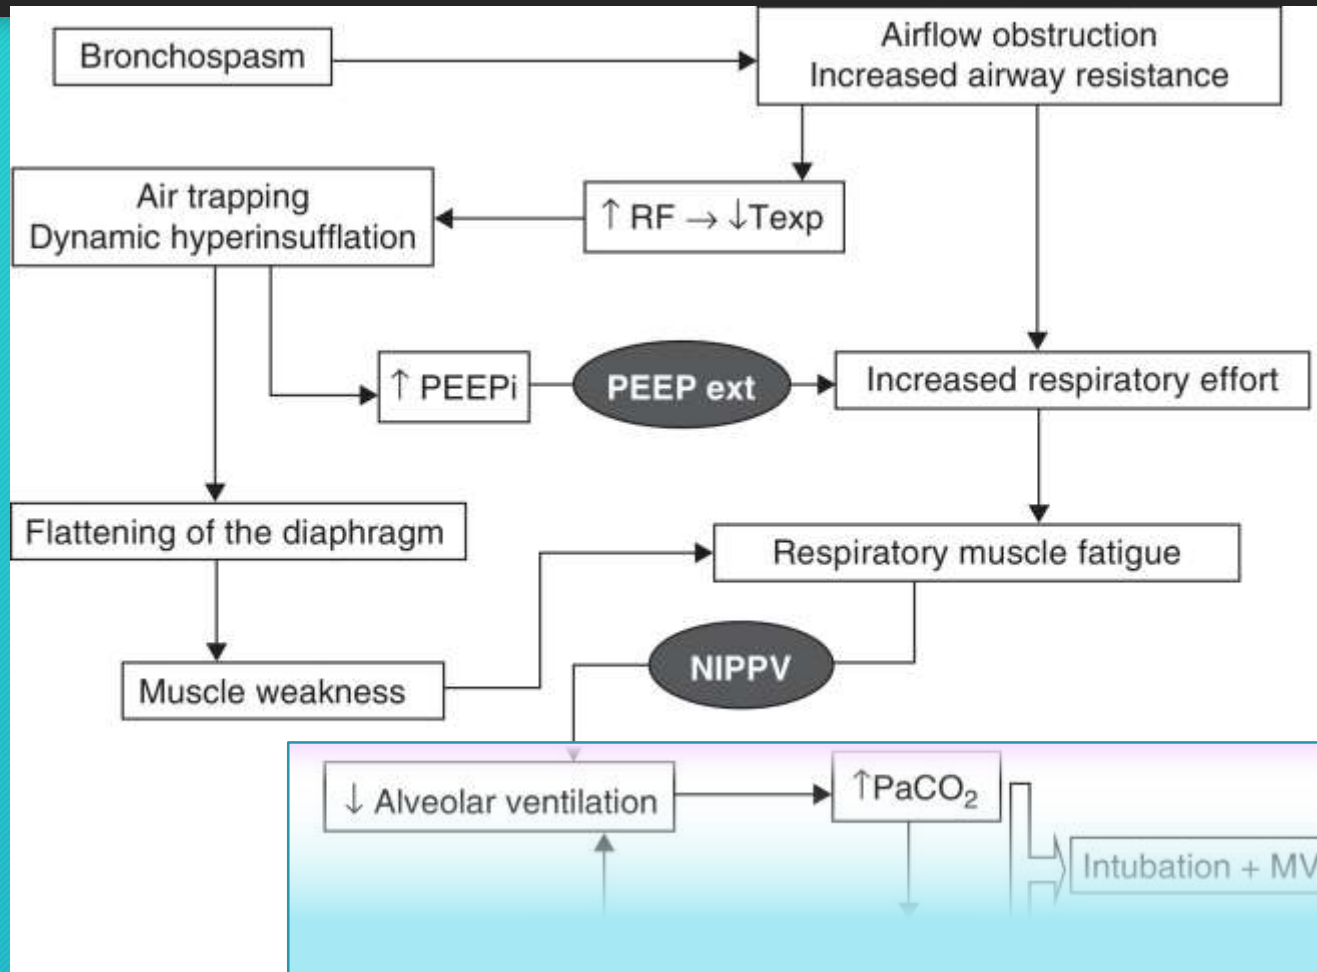 Bronchospasm
Airflow obstruction
Increased airway resistance
Air trapping
Dynamic hyperinsufflation
↑ RF → ↓Texp
↑ PEEPi
PEEP ext
Increased respiratory effort
Flattening of the diaphragm
Respiratory muscle fatigue
NIPPV
Muscle weakness
↓ Alveolar ventilation
↑PaCO₂
Intubation + MV